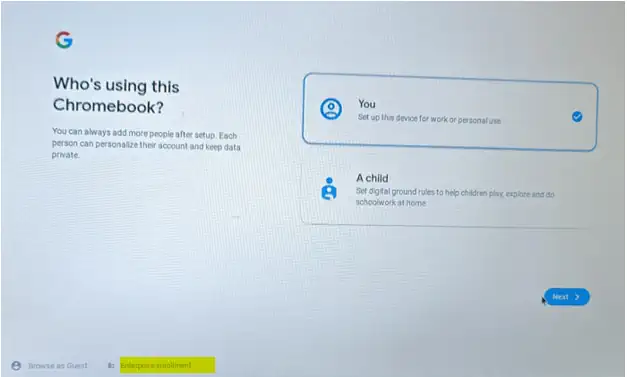 Who's using this
Chromebook?
You can always add more people after setup. Each
person can personalize their account and keep data
private.
You
Set up this device for work or personal use
A child
Set digital ground rules to help children play, explore and do
schoolwork at home
Next
Browse as Guest
Enterprise enrollment